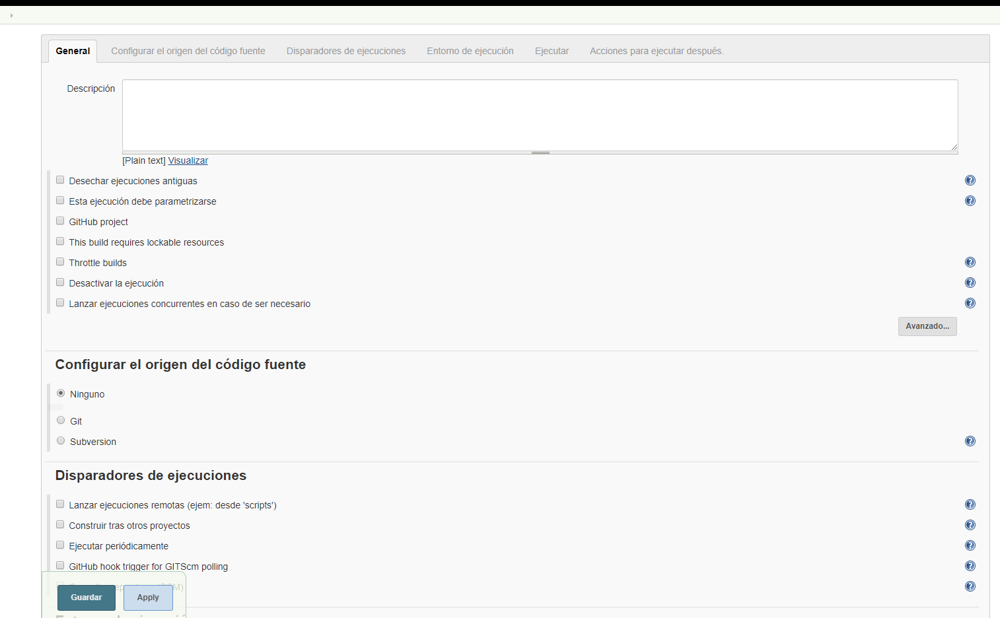 General Configurar el origen del código fuente Disparadores de ejecuciones Entorno de ejecución Ejecutar Acciones para ejecutar después.
Descripción
[Plain text] Visualizar
Desechar ejecuciones antiguas
Esta ejecución debe parametrizarse
GitHub project
This build requires lockable resources
Throttle builds
Desactivar la ejecución
Lanzar ejecuciones concurrentes en caso de ser necesario
Avanzado...
Configurar el origen del código fuente
Ninguno
Git
Subversion
Disparadores de ejecuciones
Lanzar ejecuciones remotas (ejem: desde 'scripts')
Construir tras otros proyectos
Ejecutar periódicamente
GitHub hook trigger for GITScm polling
Guardar Apply